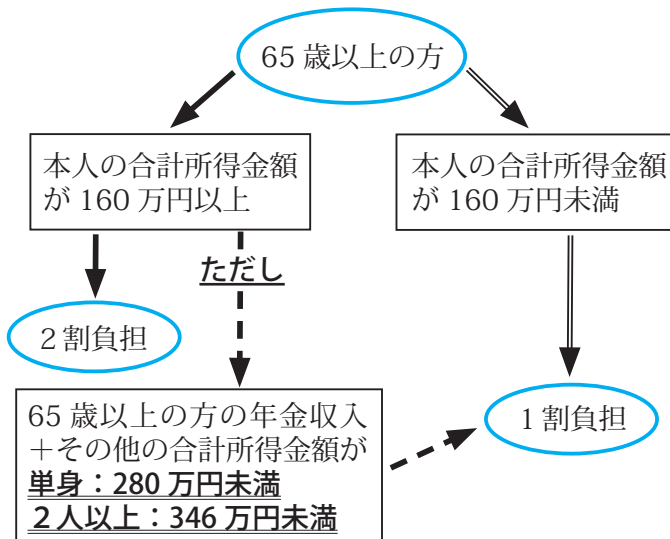 65 歳以上の方
本人の合計所得金額
が 160 万円以上
本人の合計所得金額
が 160 万円未満
ただし
２割負担
65 歳以上の方の年金収入
＋その他の合計所得金額が
単身：280 万円未満
２人以上：346 万円未満
１割負担